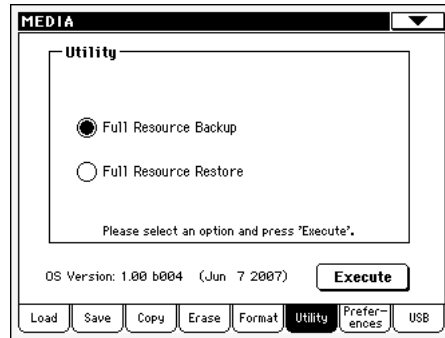 MEDIA
Utility
Full Resource Backup
Full Resource Restore
Please select an option and press 'Execute'.
OS Version: 1.00 b004 (Jun 7 2007) Execute
Load Save Copy Erase Format Utility Prefer-ences USB